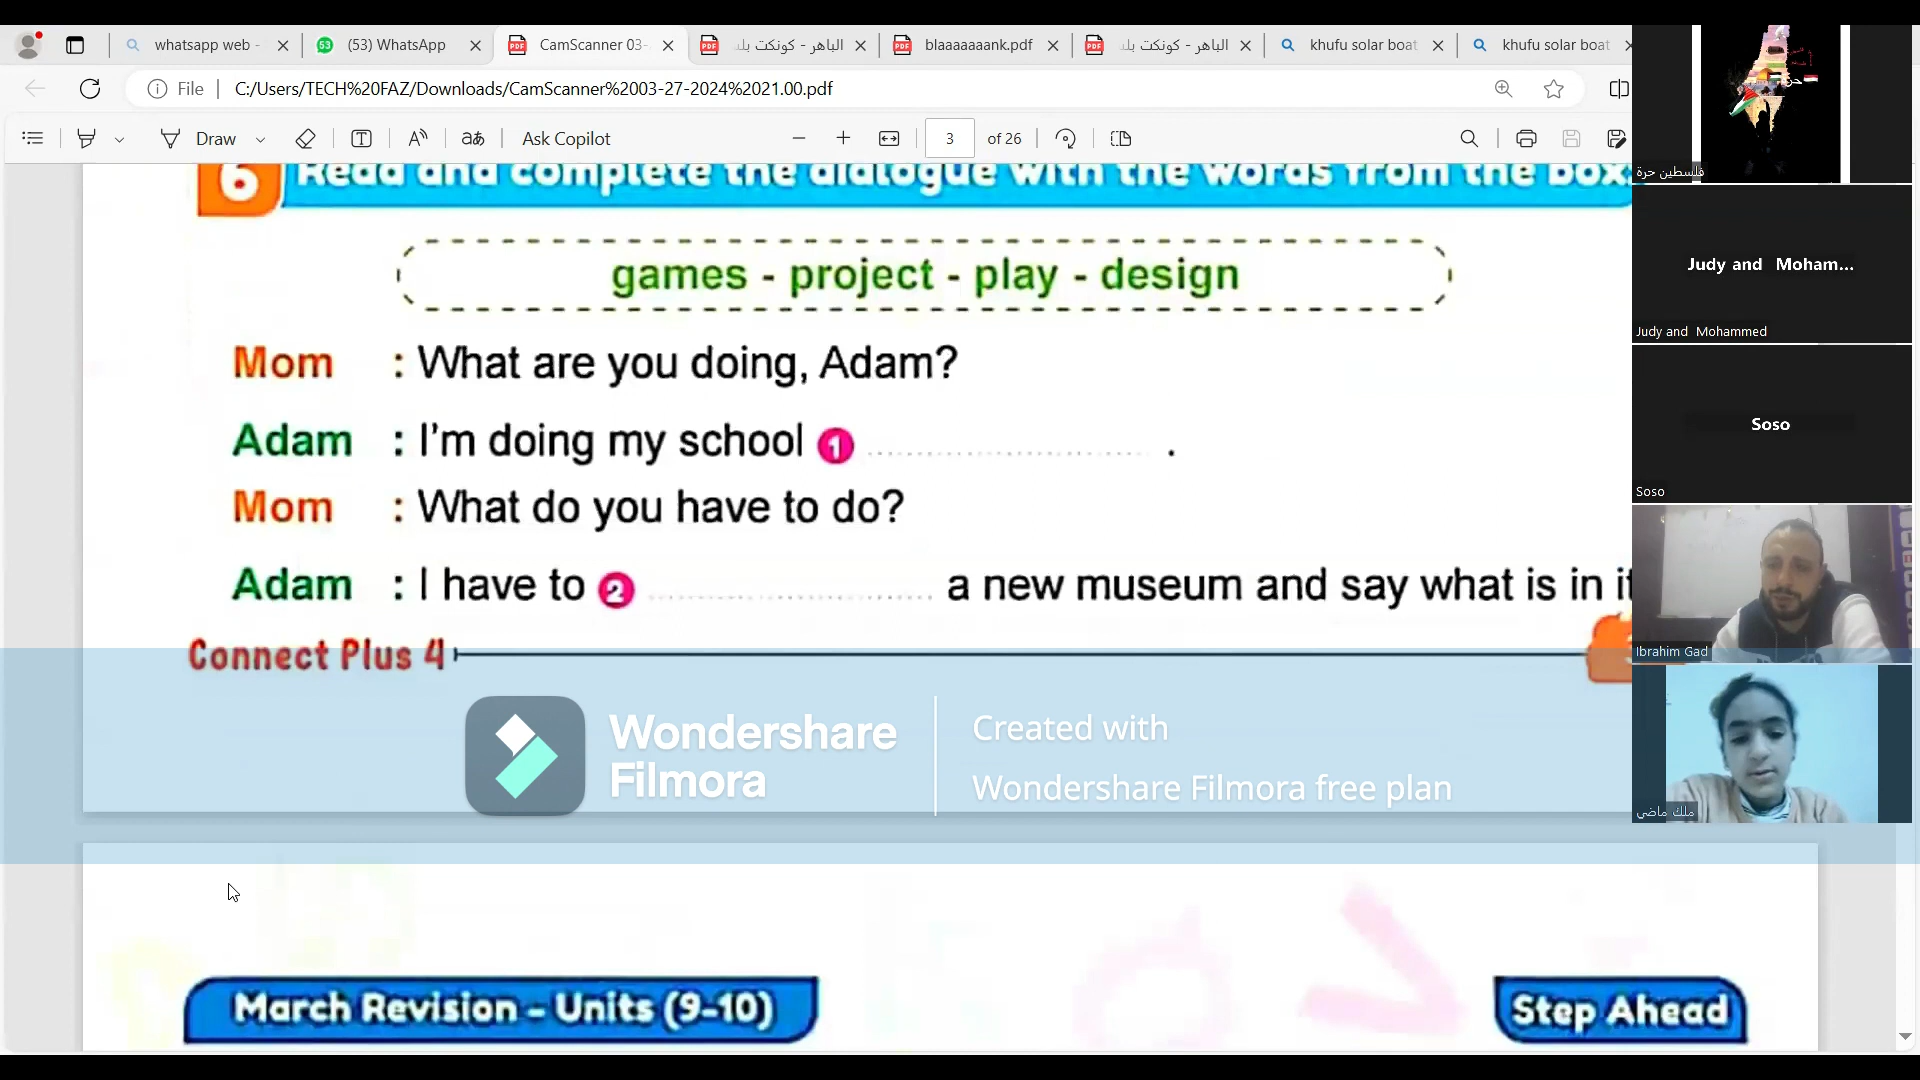 whatsapp web -
(53) WhatsApp
CamScanner 03-
الباهر - كونكت بلـ
blaaaaaaank.pdf
الباهر - كونكت بلـ
khufu solar boat
khufu solar boat
File
C:/Users/TECH%20FAZ/Downloads/CamScanner%2003-27-2024%2021.00.pdf
Draw
Ask Copilot
3 of 26
6 Read and complete the dialogue with the words from the box:
games - project - play - design
Mom : What are you doing, Adam?
Adam : I'm doing my school 1 .
Mom : What do you have to do?
Adam : I have to 2 a new museum and say what is in it
Connect Plus 4
Wondershare
Filmora
Created with
Wondershare Filmora free plan
March Revision - Units (9-10)
Step Ahead
فلسطين حرة
Judy and Moham...
Judy and Mohammed
Soso
Soso
Ibrahim Gad
ملك ماضي